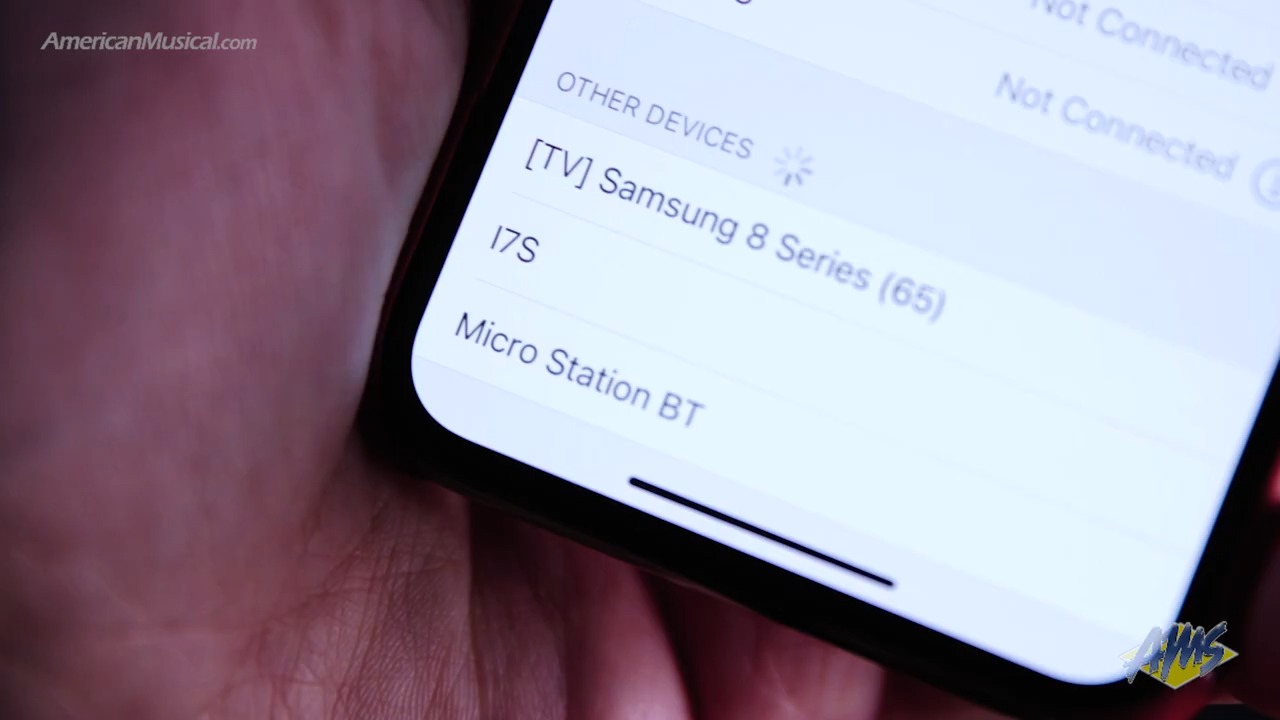 AmericanMusical.com
Not Connected
Not Connected
OTHER DEVICES
[TV] Samsung 8 Series (65)
I7S
Micro Station BT
AMS